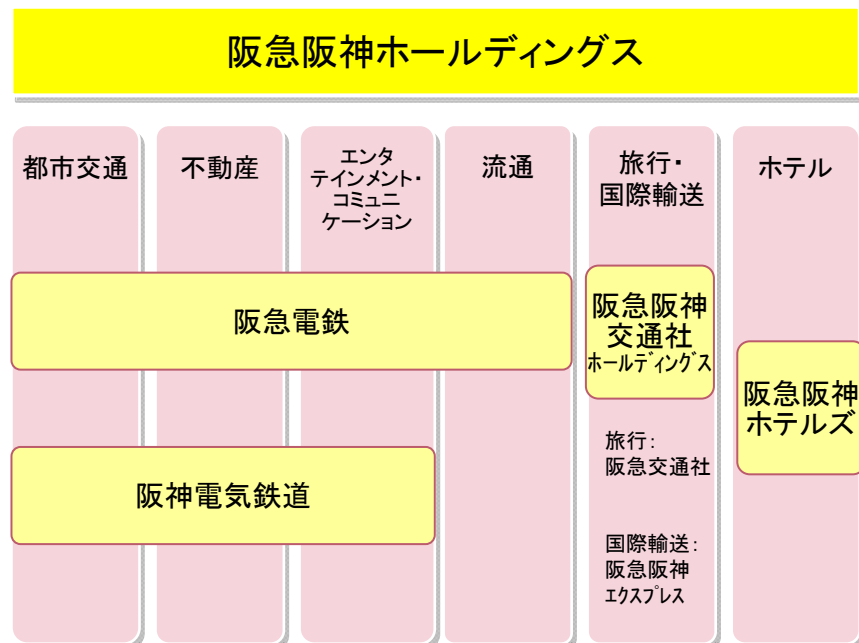 阪急阪神ホールディングス
都市交通
不動産
エンタ
テインメント・
コミュニ
ケーション
流通
旅行・
国際輸送
ホテル
阪急電鉄
阪急阪神
交通社
ﾎｰﾙﾃﾞｨﾝｸﾞｽ
阪急阪神
ホテルズ
阪神電気鉄道
旅行：
阪急交通社
国際輸送：
阪急阪神
ｴｸｽﾌﾟﾚｽ